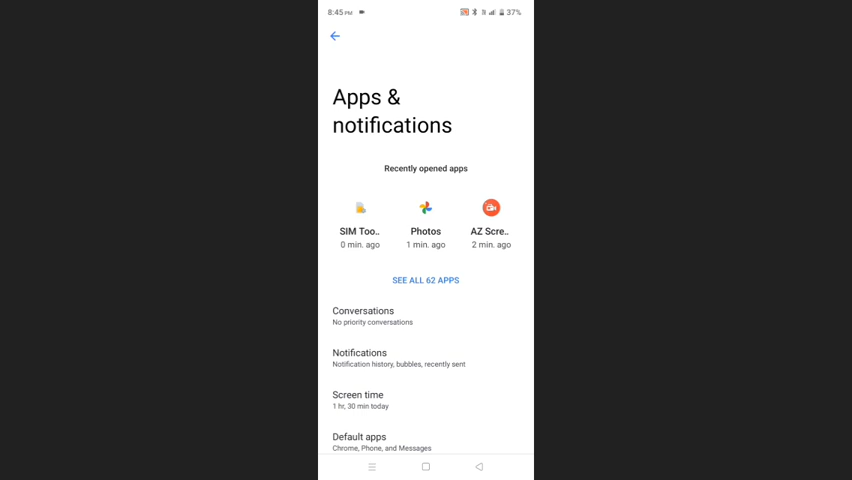 8:45 PM
37%
Apps &
notifications
Recently opened apps
SIM Too..
Photos
AZ Scre..
0 min. ago
1 min. ago
2 min. ago
SEE ALL 62 APPS
Conversations
No priority conversations
Notifications
Notification history, bubbles, recently sent
Screen time
1 hr, 30 min today
Default apps
Chrome, Phone, and Messages